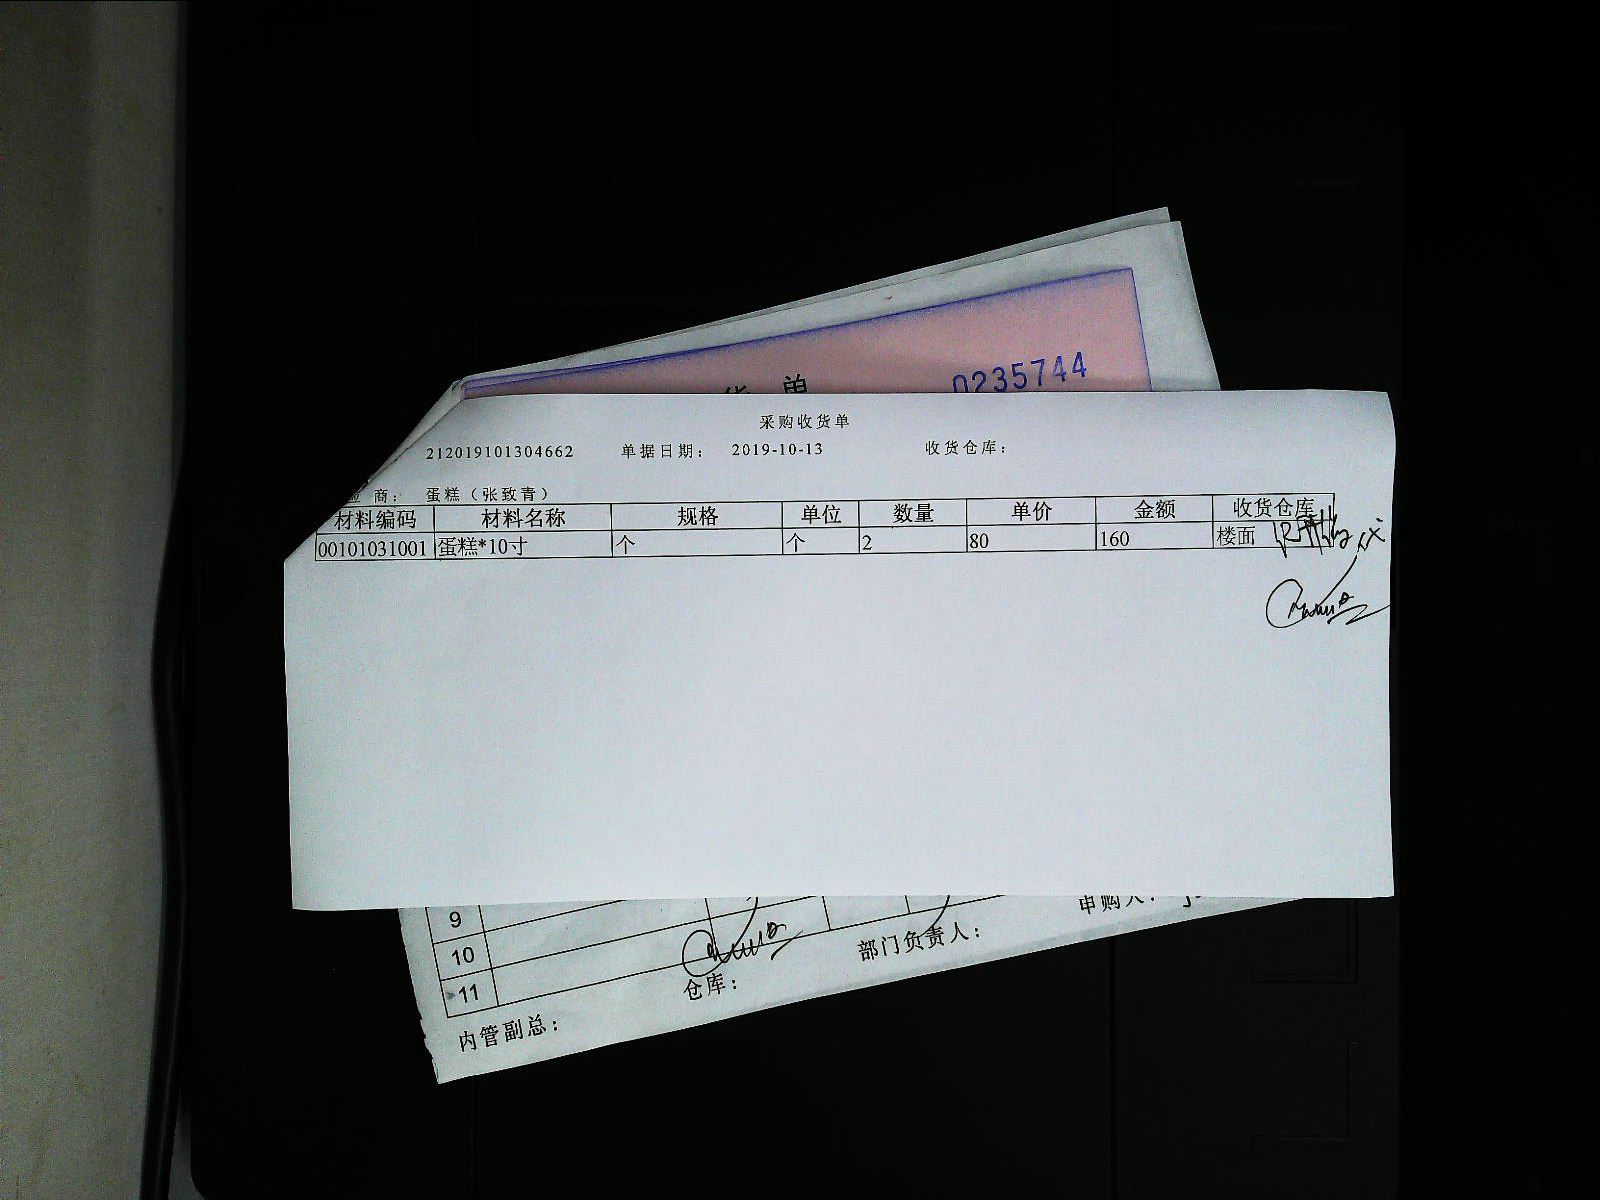 货 单
0235744
采购收货单
212019101304662 单据日期: 2019-10-13 收货仓库:
应 商: 蛋糕(张致青)
材料编码 材料名称 规格 单位 数量 单价 金额 收货仓库
00101031001 蛋糕*10寸 个 个 2 80 160 楼面
9
10
11
申购人:
部门负责人:
仓库:
内管副总: